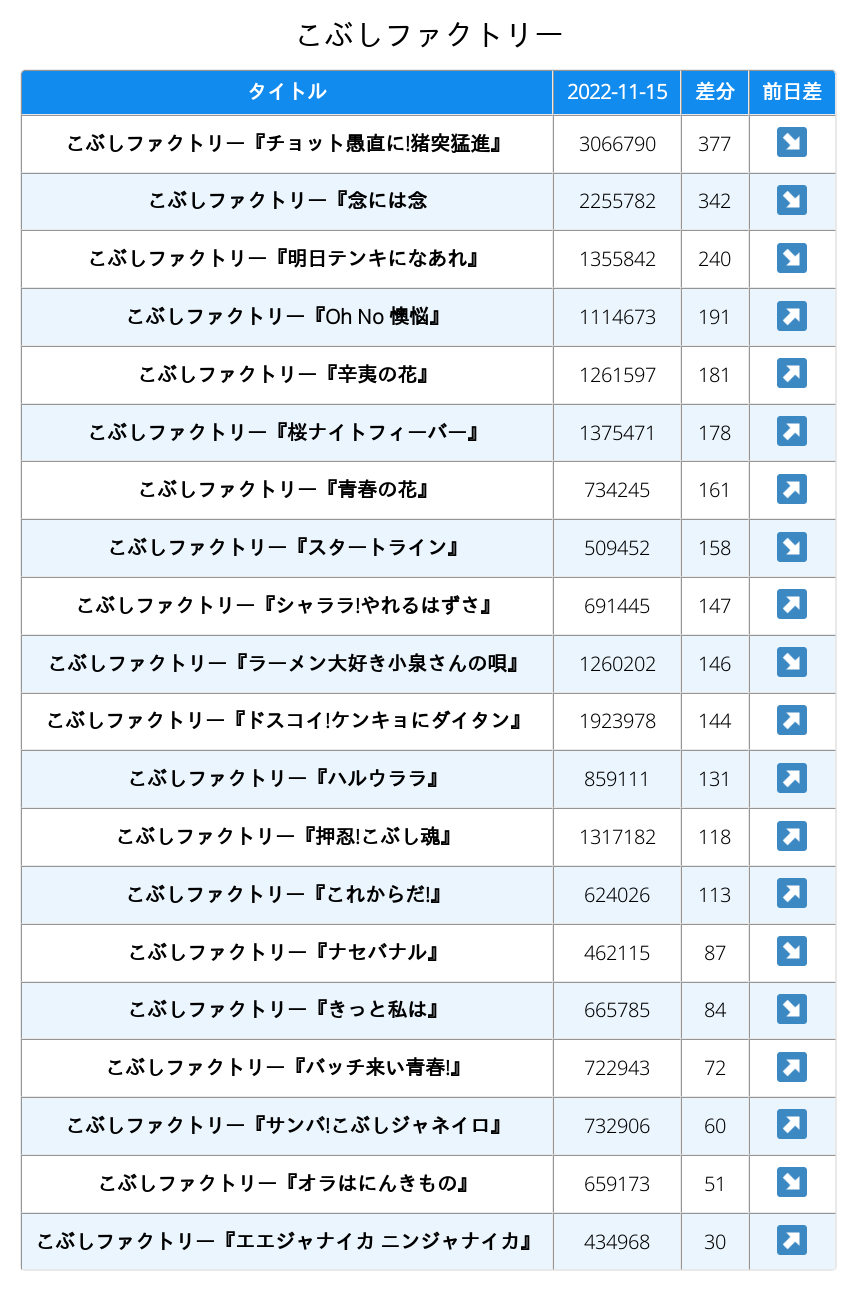 こぶしファクトリー
タイトル 2022-11-15 差分 前日差
こぶしファクトリー『チョット愚直に!猪突猛進』 3066790 377 ↘
こぶしファクトリー『念には念 2255782 342 ↘
こぶしファクトリー『明日テンキになあれ』 1355842 240 ↘
こぶしファクトリー『Oh No 懊悩』 1114673 191 ↗
こぶしファクトリー『辛夷の花』 1261597 181 ↗
こぶしファクトリー『桜ナイトフィーバー』 1375471 178 ↗
こぶしファクトリー『青春の花』 734245 161 ↗
こぶしファクトリー『スタートライン』 509452 158 ↘
こぶしファクトリー『シャララ!やれるはずさ』 691445 147 ↗
こぶしファクトリー『ラーメン大好き小泉さんの唄』 1260202 146 ↘
こぶしファクトリー『ドスコイ!ケンキョにダイタン』 1923978 144 ↗
こぶしファクトリー『ハルウララ』 859111 131 ↗
こぶしファクトリー『押忍!こぶし魂』 1317182 118 ↗
こぶしファクトリー『これからだ!』 624026 113 ↗
こぶしファクトリー『ナセバナル』 462115 87 ↘
こぶしファクトリー『きっと私は』 665785 84 ↘
こぶしファクトリー『バッチ来い青春!』 722943 72 ↗
こぶしファクトリー『サンバ!こぶしジャネイロ』 732906 60 ↗
こぶしファクトリー『オラはにんきもの』 659173 51 ↘
こぶしファクトリー『エエジャナイカ ニンジャナイカ』 434968 30 ↗